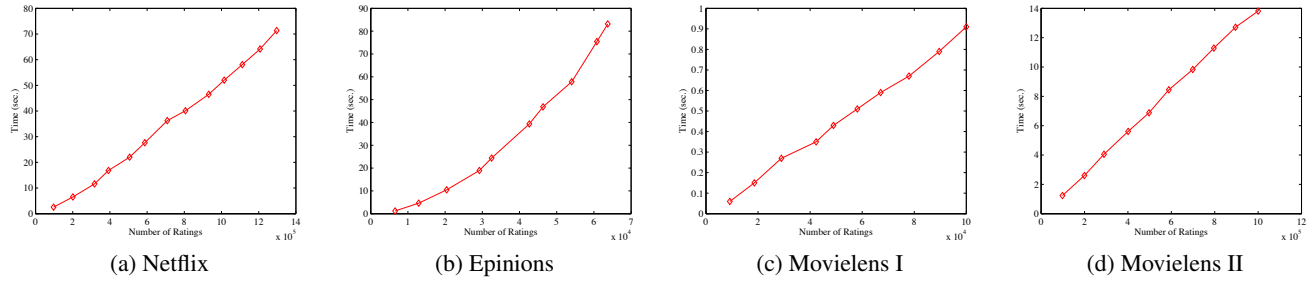 80
70
60
50
40
30
20
10
0
Time (sec.)
0 2 4 6 8 10 12 14
Number of Ratings
x 10^5
(a) Netflix
90
80
70
60
50
40
30
20
10
0
Time (sec.)
0 1 2 3 4 5 6 7
Number of Ratings
x 10^4
(b) Epinions
1
0.9
0.8
0.7
0.6
0.5
0.4
0.3
0.2
0.1
0
Time (sec.)
0 2 4 6 8 10
Number of Ratings
x 10^4
(c) Movielens I
14
12
10
8
6
4
2
0
Time (sec.)
0 2 4 6 8 10 12
Number of Ratings
x 10^5
(d) Movielens II